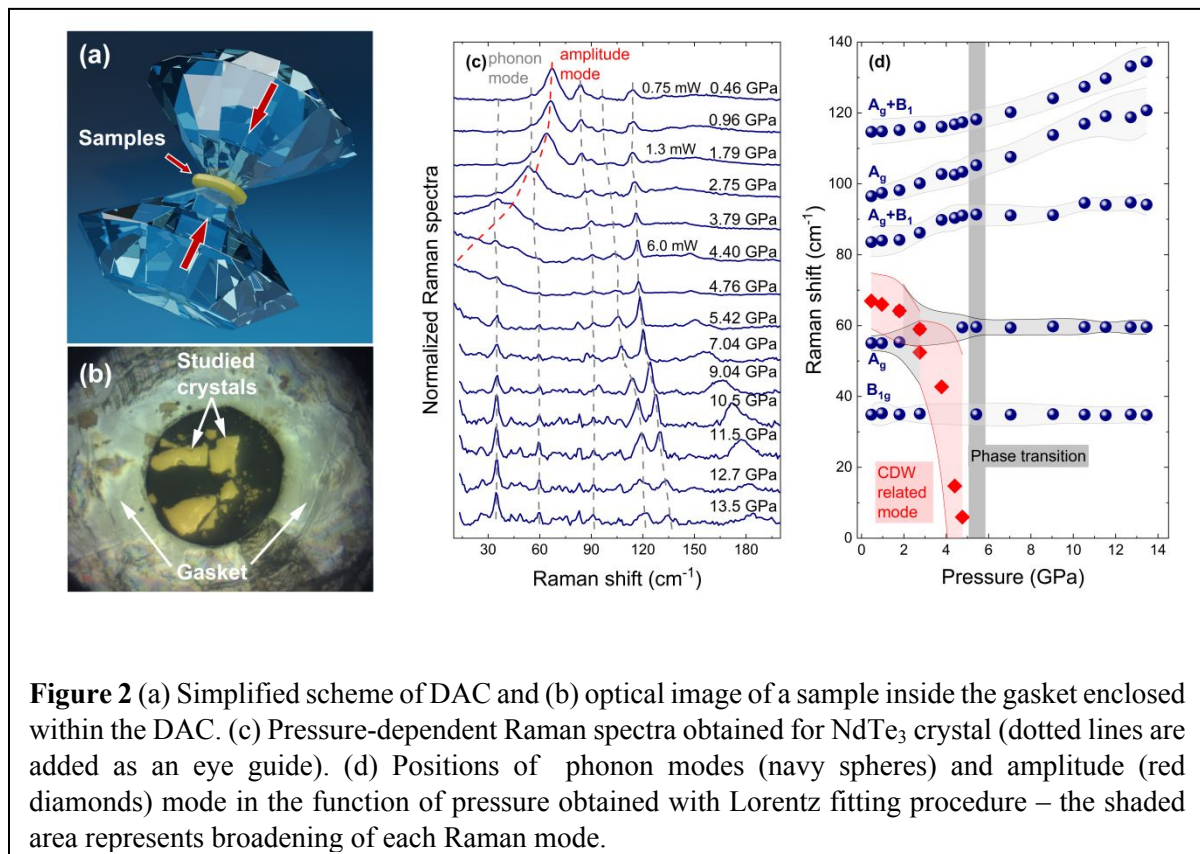 (a)
Samples
(b)
Studied
crystals
Gasket
(c)
phonon
mode
amplitude
mode
0.75 mW 0.46 GPa
0.96 GPa
1.3 mW 1.79 GPa
2.75 GPa
3.79 GPa
6.0 mW
4.40 GPa
4.76 GPa
5.42 GPa
7.04 GPa
9.04 GPa
10.5 GPa
11.5 GPa
12.7 GPa
13.5 GPa
Normalized Raman spectra
30 60 90 120 150 180
Raman shift (cm-1)
(d)
140
120
100
80
60
40
20
0
Raman shift (cm-1)
Ag+B1
Ag
Ag+B1
Ag
B1g
Phase transition
CDW
related
mode
0 2 4 6 8 10 12 14
Pressure (GPa)
Figure 2 (a) Simplified scheme of DAC and (b) optical image of a sample inside the gasket enclosed
within the DAC. (c) Pressure-dependent Raman spectra obtained for NdTe3 crystal (dotted lines are
added as an eye guide). (d) Positions of phonon modes (navy spheres) and amplitude (red
diamonds) mode in the function of pressure obtained with Lorentz fitting procedure – the shaded
area represents broadening of each Raman mode.